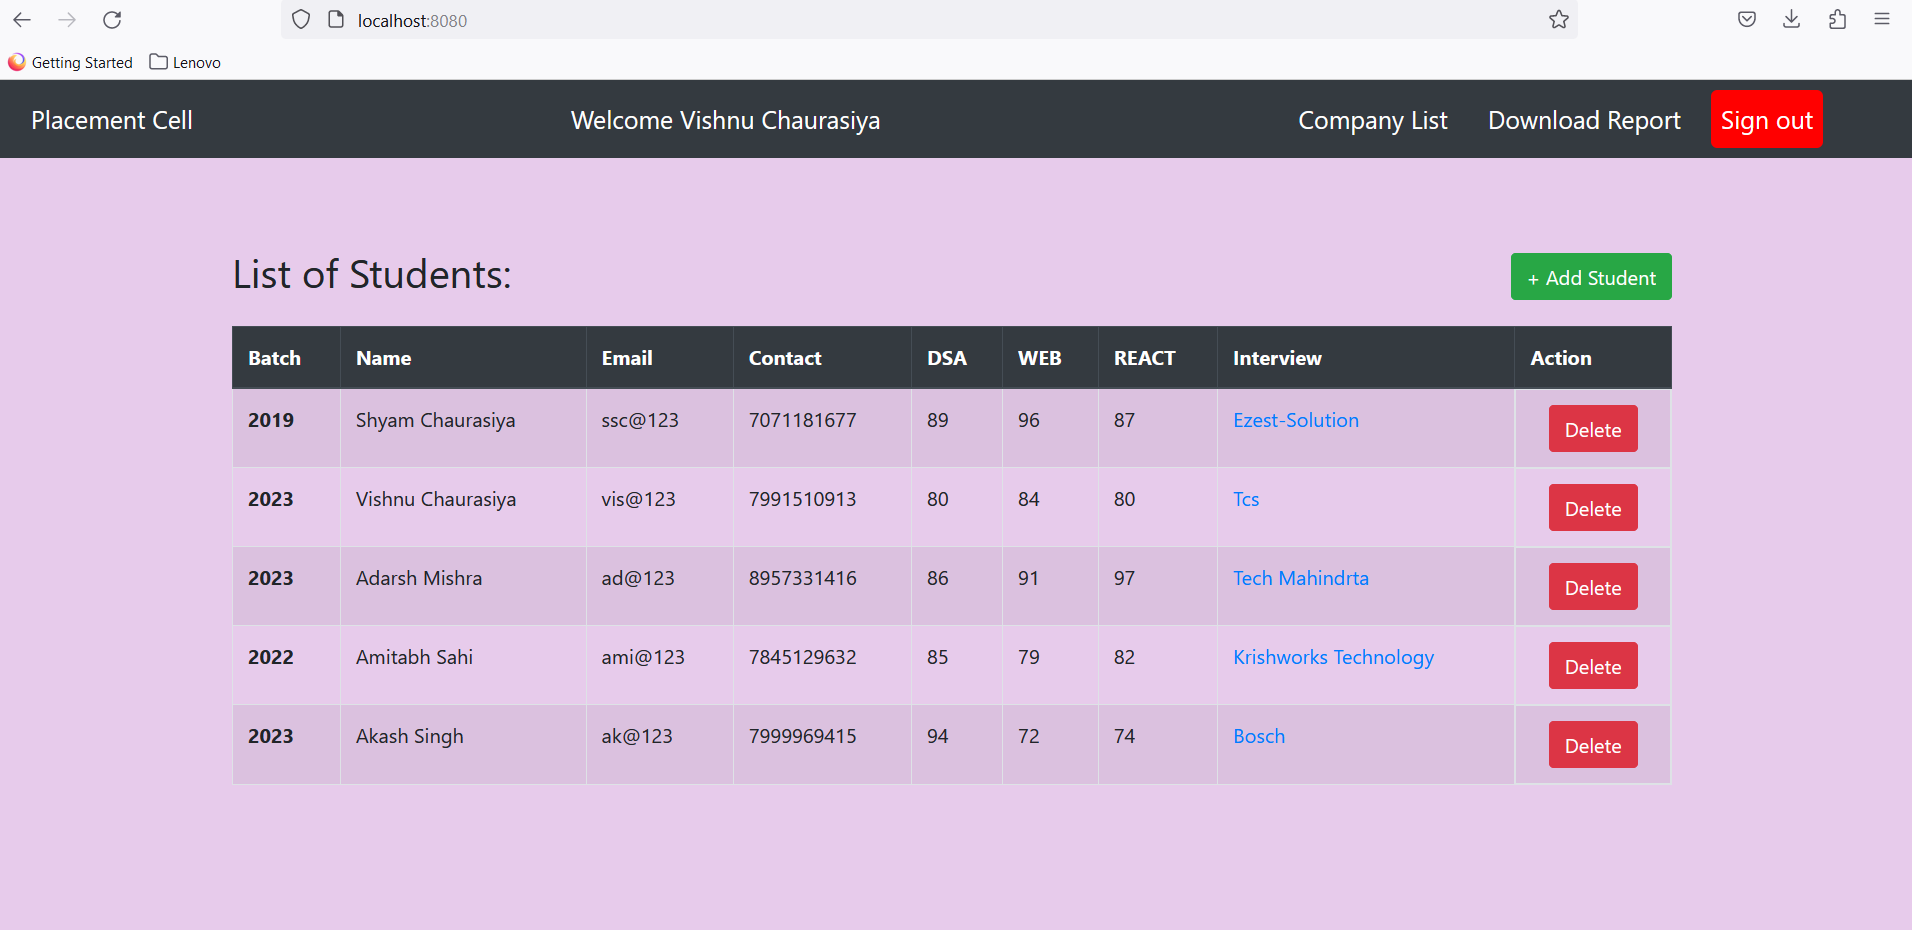 localhost:8080
Getting Started Lenovo
Placement Cell Welcome Vishnu Chaurasiya Company List Download Report Sign out
List of Students: + Add Student
Batch Name Email Contact DSA WEB REACT Interview Action
2019 Shyam Chaurasiya ssc@123 7071181677 89 96 87 Ezest-Solution Delete
2023 Vishnu Chaurasiya vis@123 7991510913 80 84 80 Tcs Delete
2023 Adarsh Mishra ad@123 8957331416 86 91 97 Tech Mahindrta Delete
2022 Amitabh Sahi ami@123 7845129632 85 79 82 Krishworks Technology Delete
2023 Akash Singh ak@123 7999969415 94 72 74 Bosch Delete